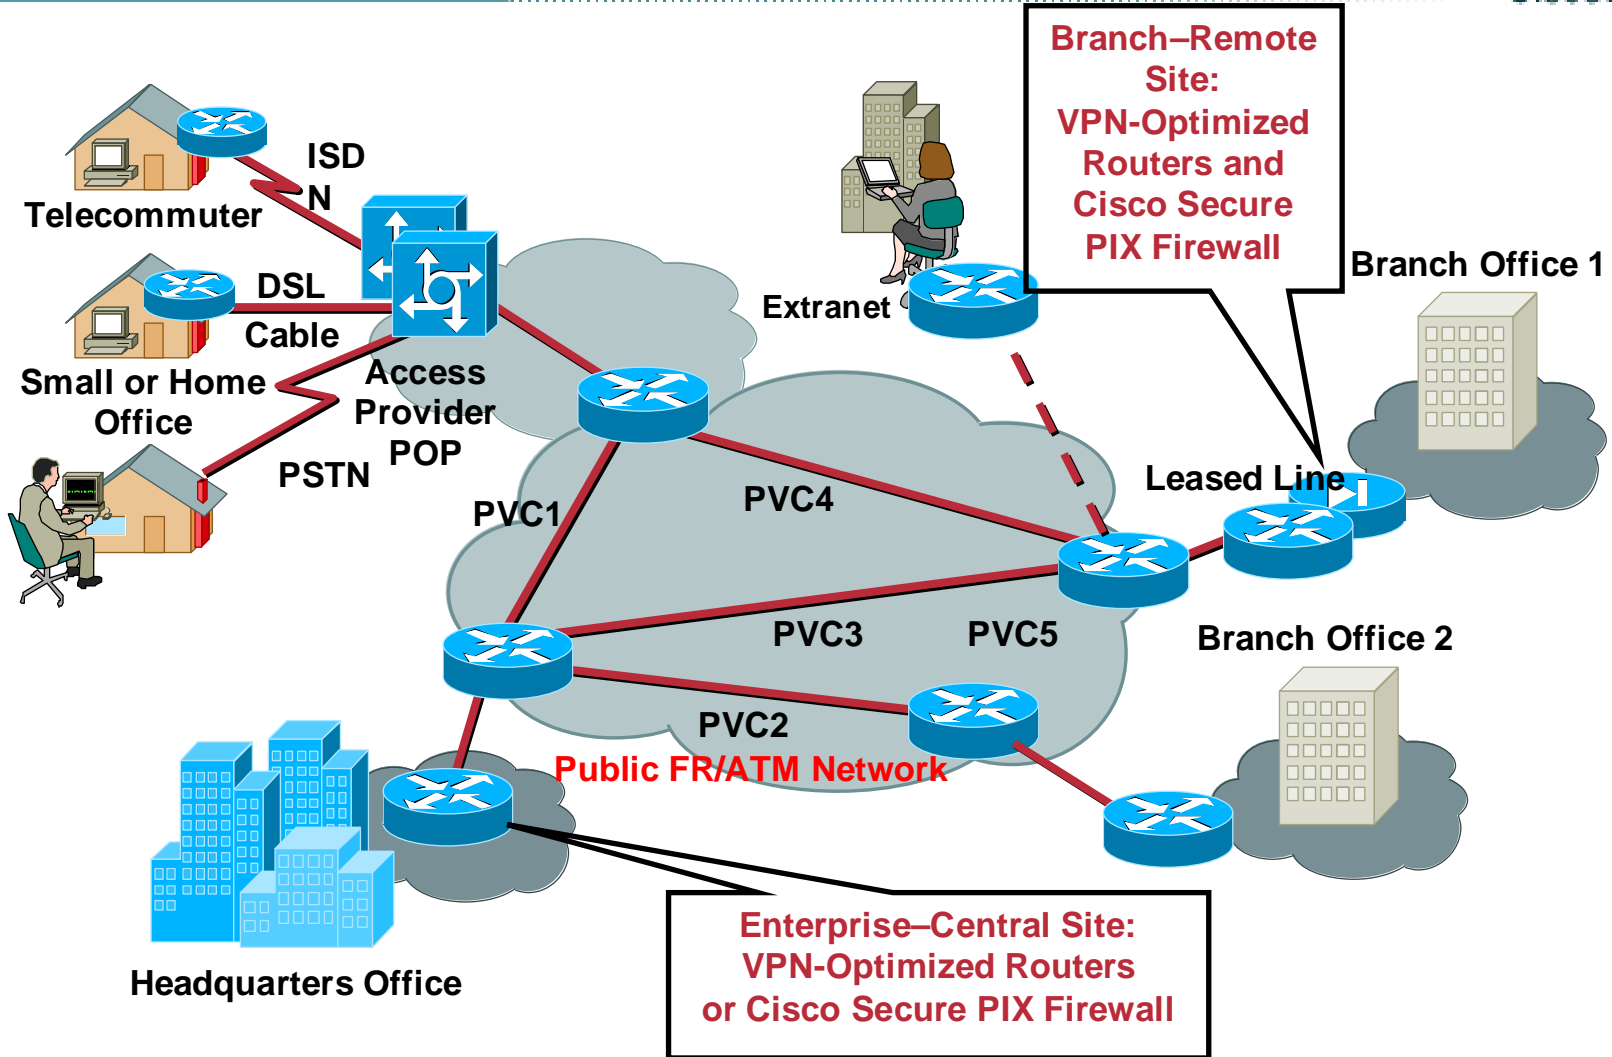 Branch–Remote
Site:
VPN-Optimized
Routers and
Cisco Secure
PIX Firewall
ISD
N
Telecommuter
DSL
Cable
Small or Home
Office
Access
Provider
POP
PSTN
Extranet
Branch Office 1
Leased Line
PVC1
PVC4
PVC3
PVC5
PVC2
Public FR/ATM Network
Branch Office 2
Headquarters Office
Enterprise–Central Site:
VPN-Optimized Routers
or Cisco Secure PIX Firewall